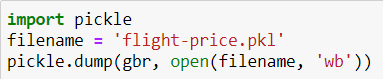 import pickle
filename = 'flight-price.pkl'
pickle.dump(gbr, open(filename, 'wb'))